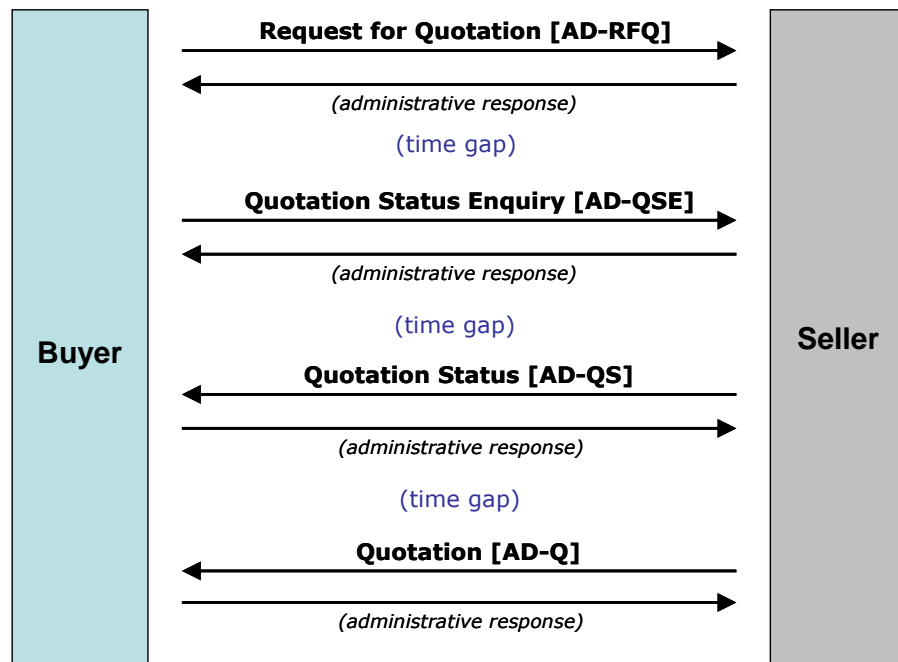 Request for Quotation [AD-RFQ]
(administrative response)
(time gap)
Quotation Status Enquiry [AD-QSE]
(administrative response)
(time gap)
Buyer
Seller
Quotation Status [AD-QS]
(administrative response)
(time gap)
Quotation [AD-Q]
(administrative response)